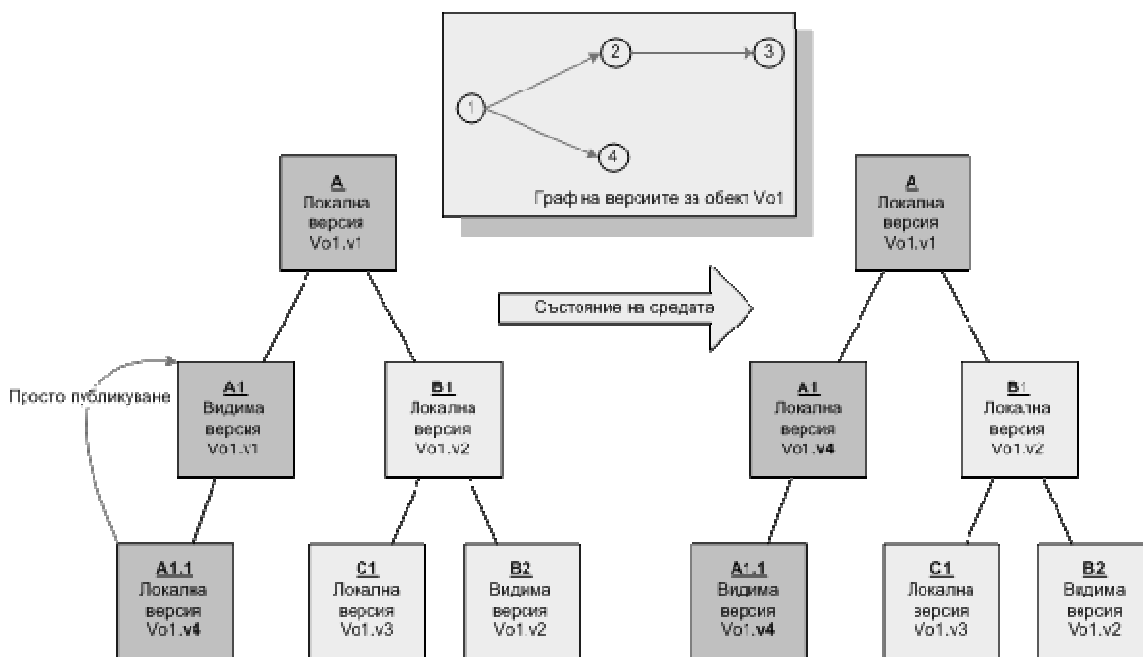 2
3
1
4
Граф на версиите за обект Vo1
A
Локална
версия
Vo1.v1
A
Локална
версия
Vo1.v1
Състояние на средата
Просто публикуване
A1
Видима
версия
Vo1.v1
B1
Локална
версия
Vo1.v2
A1
Локална
версия
Vo1.v4
B1
Локална
версия
Vo1.v2
A1.1
Локална
версия
Vo1.v4
C1
Локална
версия
Vo1.v3
B2
Видима
версия
Vo1.v2
A1.1
Видима
версия
Vo1.v4
C1
Локална
версия
Vo1.v3
B2
Видима
версия
Vo1.v2